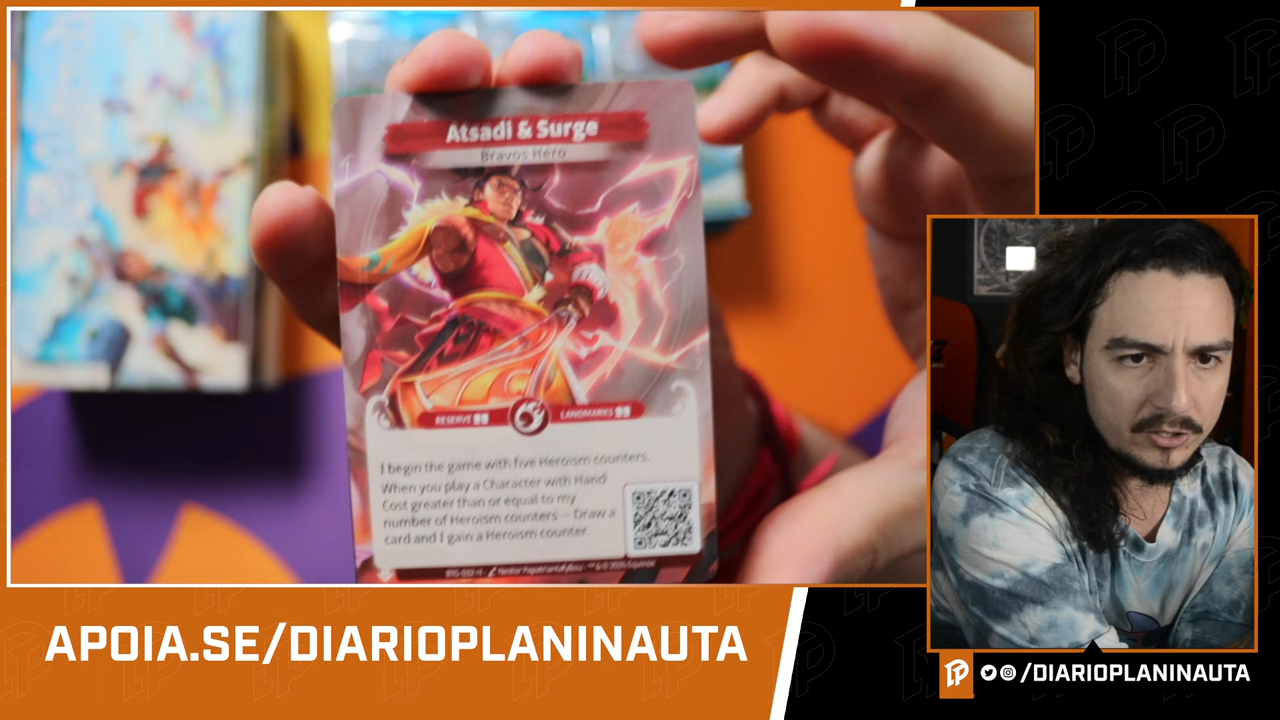 Atsadi & Surge
Bravos Hero
RESERVE
LANDMARKS
I begin the game with five Heroism counters.
When you play a Character with Hand
Cost greater than or equal to my
number of Heroism counters — Draw a
card and I gain a Heroism counter.
APOIA.SE/DIARIOPLANINAUTA
/DIARIOPLANINAUTA